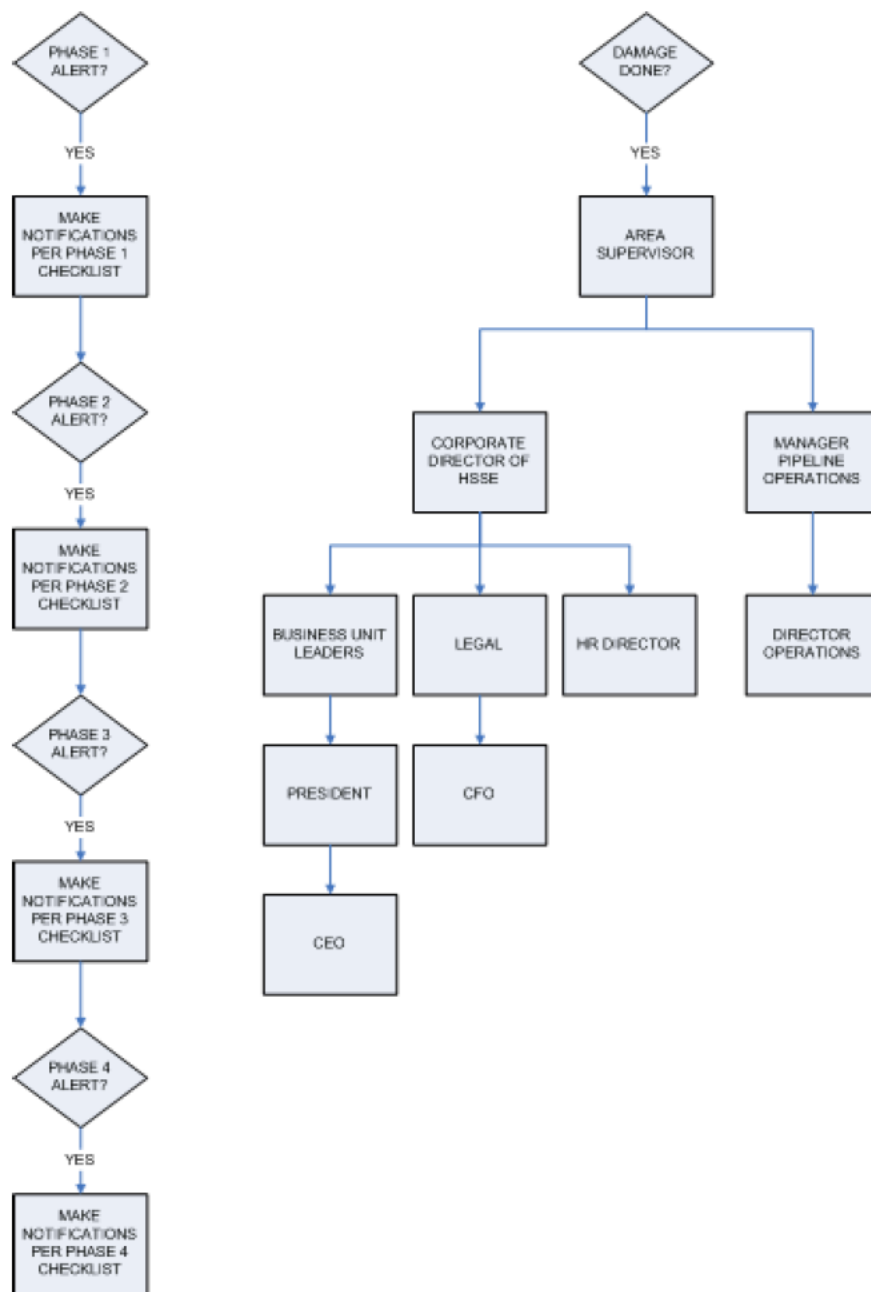 PHASE 1
ALERT?
YES
MAKE
NOTIFICATIONS
PER PHASE 1
CHECKLIST
PHASE 2
ALERT?
YES
MAKE
NOTIFICATIONS
PER PHASE 2
CHECKLIST
PHASE 3
ALERT?
YES
MAKE
NOTIFICATIONS
PER PHASE 3
CHECKLIST
PHASE 4
ALERT?
YES
MAKE
NOTIFICATIONS
PER PHASE 4
CHECKLIST
DAMAGE
DONE?
YES
AREA
SUPERVISOR
CORPORATE
DIRECTOR OF
HSSE
MANAGER
PIPELINE
OPERATIONS
BUSINESS UNIT
LEADERS
LEGAL
HR DIRECTOR
DIRECTOR
OPERATIONS
PRESIDENT
CFO
CEO